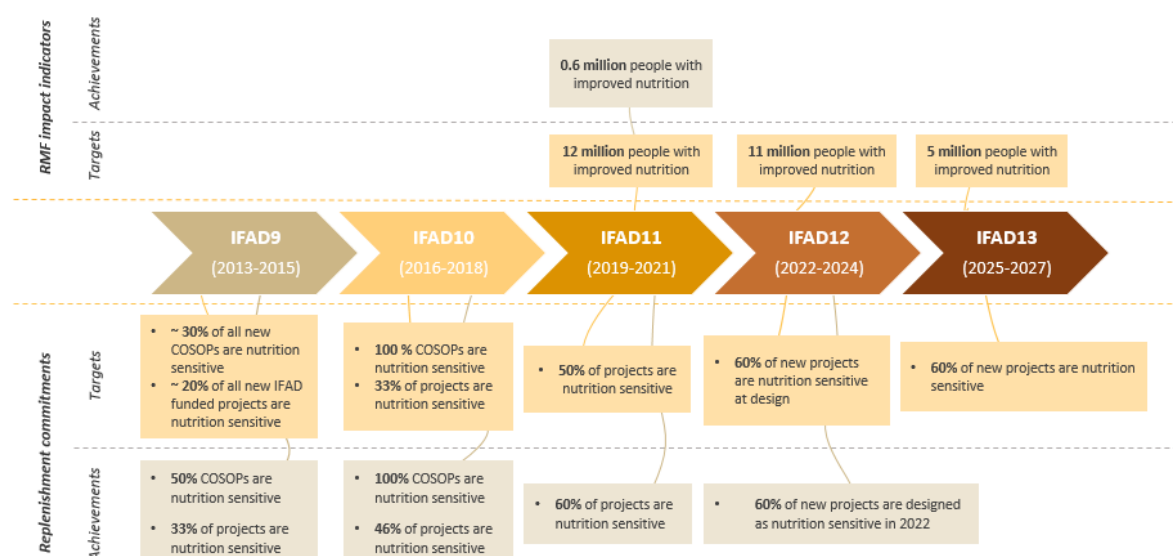 RMF impact indicators
Achievements
0.6 million people with
improved nutrition
Targets
12 million people with
improved nutrition
11 million people with
improved nutrition
5 million people with
improved nutrition
IFAD9
(2013-2015)
IFAD10
(2016-2018)
IFAD11
(2019-2021)
IFAD12
(2022-2024)
IFAD13
(2025-2027)
Replenishment commitments
Targets
• ~ 30% of all new
COSOPs are nutrition
sensitive
• ~ 20% of all new IFAD
funded projects are
nutrition sensitive
• 100 % COSOPs are
nutrition sensitive
• 33% of projects are
nutrition sensitive
• 50% of projects are
nutrition sensitive
• 60% of new projects
are nutrition sensitive
at design
• 60% of new projects are nutrition
sensitive
Achievements
• 50% COSOPs are
nutrition sensitive
• 33% of projects are
nutrition sensitive
• 100% COSOPs are
nutrition sensitive
• 46% of projects are
nutrition sensitive
• 60% of projects are
nutrition sensitive
• 60% of new projects are designed
as nutrition sensitive in 2022